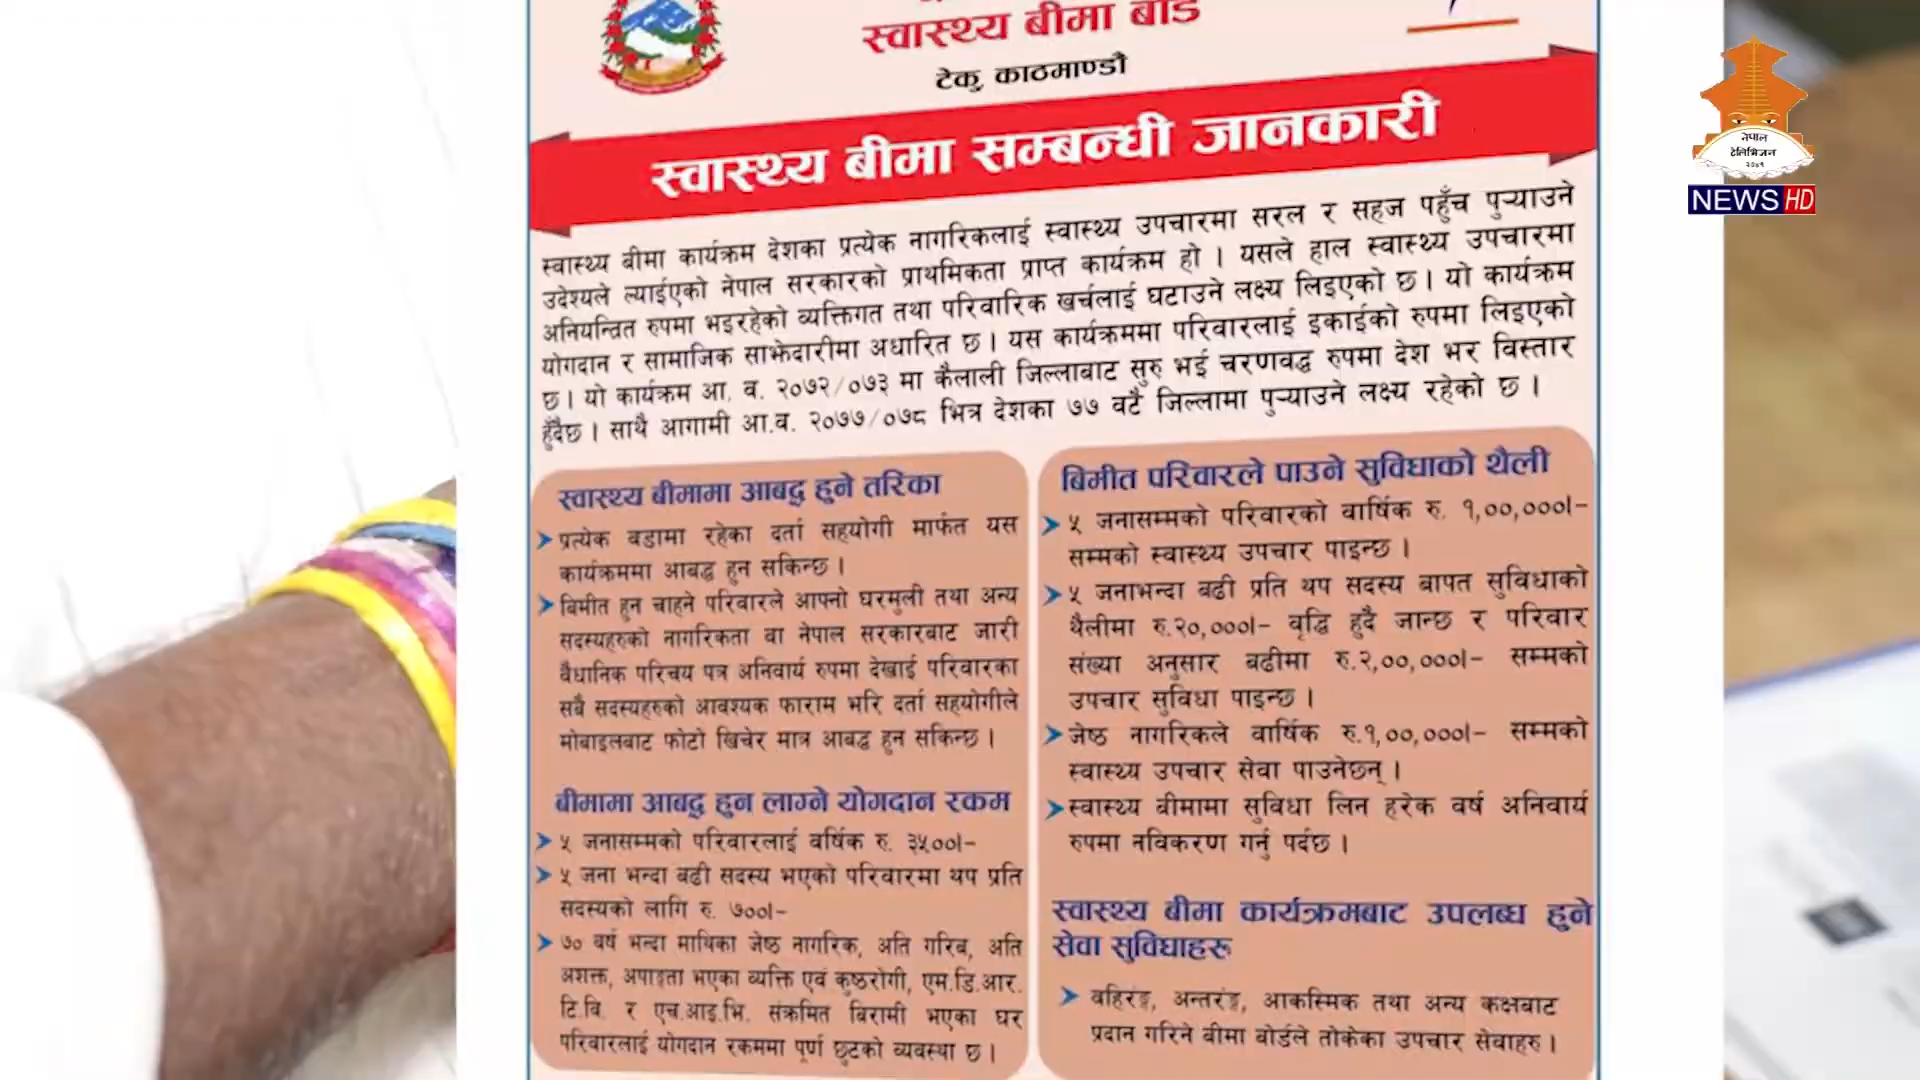 स्वास्थ्य बीमा बोर्ड
टेकु, काठमाण्डौ
स्वास्थ्य बीमा सम्बन्धी जानकारी
स्वास्थ्य बीमा कार्यक्रम देशका प्रत्येक नागरिकलाई स्वास्थ्य उपचारमा सरल र सहज पहुँच पुऱ्याउने
उदेश्यले ल्याईएको नेपाल सरकारको प्राथमिकता प्राप्त कार्यक्रम हो । यसले हाल स्वास्थ्य उपचारमा
अनियन्त्रित रुपमा भइरहेको व्यक्तिगत तथा परिवारिक खर्चलाई घटाउने लक्ष्य लिइएको छ । यो कार्यक्रम
योगदान र सामाजिक साझेदारीमा अधारित छ । यस कार्यक्रममा परिवारलाई इकाईको रुपमा लिइएको
छ । यो कार्यक्रम आ. व. २०७२/०७३ मा कैलाली जिल्लाबाट सुरु भई चरणवद्ध रुपमा देश भर विस्तार
हुँदैछ । साथै आगामी आ.व. २०७७/०७८ भित्र देशका ७७ वटै जिल्लामा पुऱ्याउने लक्ष्य रहेको छ ।
स्वास्थ्य बीमामा आबद्ध हुने तरिका
प्रत्येक वडामा रहेका दर्ता सहयोगी मार्फत यस
कार्यक्रममा आबद्ध हुन सकिन्छ ।
बिमीत हुन चाहने परिवारले आफ्नो घरमुली तथा अन्य
सदस्यहरुको नागरिकता वा नेपाल सरकारबाट जारी
वैधानिक परिचय पत्र अनिवार्य रुपमा देखाई परिवारका
सबै सदस्यहरुको आवश्यक फाराम भरि दर्ता सहयोगीले
मोबाइलबाट फोटो खिचेर मात्र आबद्ध हुन सकिन्छ ।
बीमामा आबद्ध हुन लाग्ने योगदान रकम
५ जनासम्मको परिवारलाई वर्षिक रु. ३५००।-
५ जना भन्दा बढी सदस्य भएको परिवारमा थप प्रति
सदस्यको लागि रु. ७००।-
७० बर्ष भन्दा माथिका जेष्ठ नागरिक, अति गरिब, अति
अशक्त, अपाङ्गता भएका व्यक्ति एवं कुष्ठरोगी, एम.डि.आर.
टि.बि. र एच.आइ.भि. संक्रमित बिरामी भएका घर
परिवारलाई योगदान रकममा पूर्ण छुटको व्यवस्था छ ।
बिमीत परिवारले पाउने सुविधाको थैली
५ जनासम्मको परिवारको वार्षिक रु. १,००,०००।-
सम्मको स्वास्थ्य उपचार पाइन्छ ।
५ जनाभन्दा बढी प्रति थप सदस्य बापत सुविधाको
थैलीमा रु.२०,०००।- वृद्धि हुदै जान्छ र परिवार
संख्या अनुसार बढीमा रु.२,००,०००।- सम्मको
उपचार सुविधा पाइन्छ ।
जेष्ठ नागरिकले वार्षिक रु.१,००,०००।- सम्मको
स्वास्थ्य उपचार सेवा पाउनेछन् ।
स्वास्थ्य बीमामा सुविधा लिन हरेक वर्ष अनिवार्य
रुपमा नविकरण गर्नु पर्दछ ।
स्वास्थ्य बीमा कार्यक्रमबाट उपलब्ध हुने
सेवा सुविधाहरू
वहिरङ्ग, अन्तरङ्ग, आकस्मिक तथा अन्य कक्षबाट
प्रदान गरिने बीमा बोर्डले तोकेका उपचार सेवाहरु ।
नेपाल
टेलिभिजन
२०४१
NEWS HD